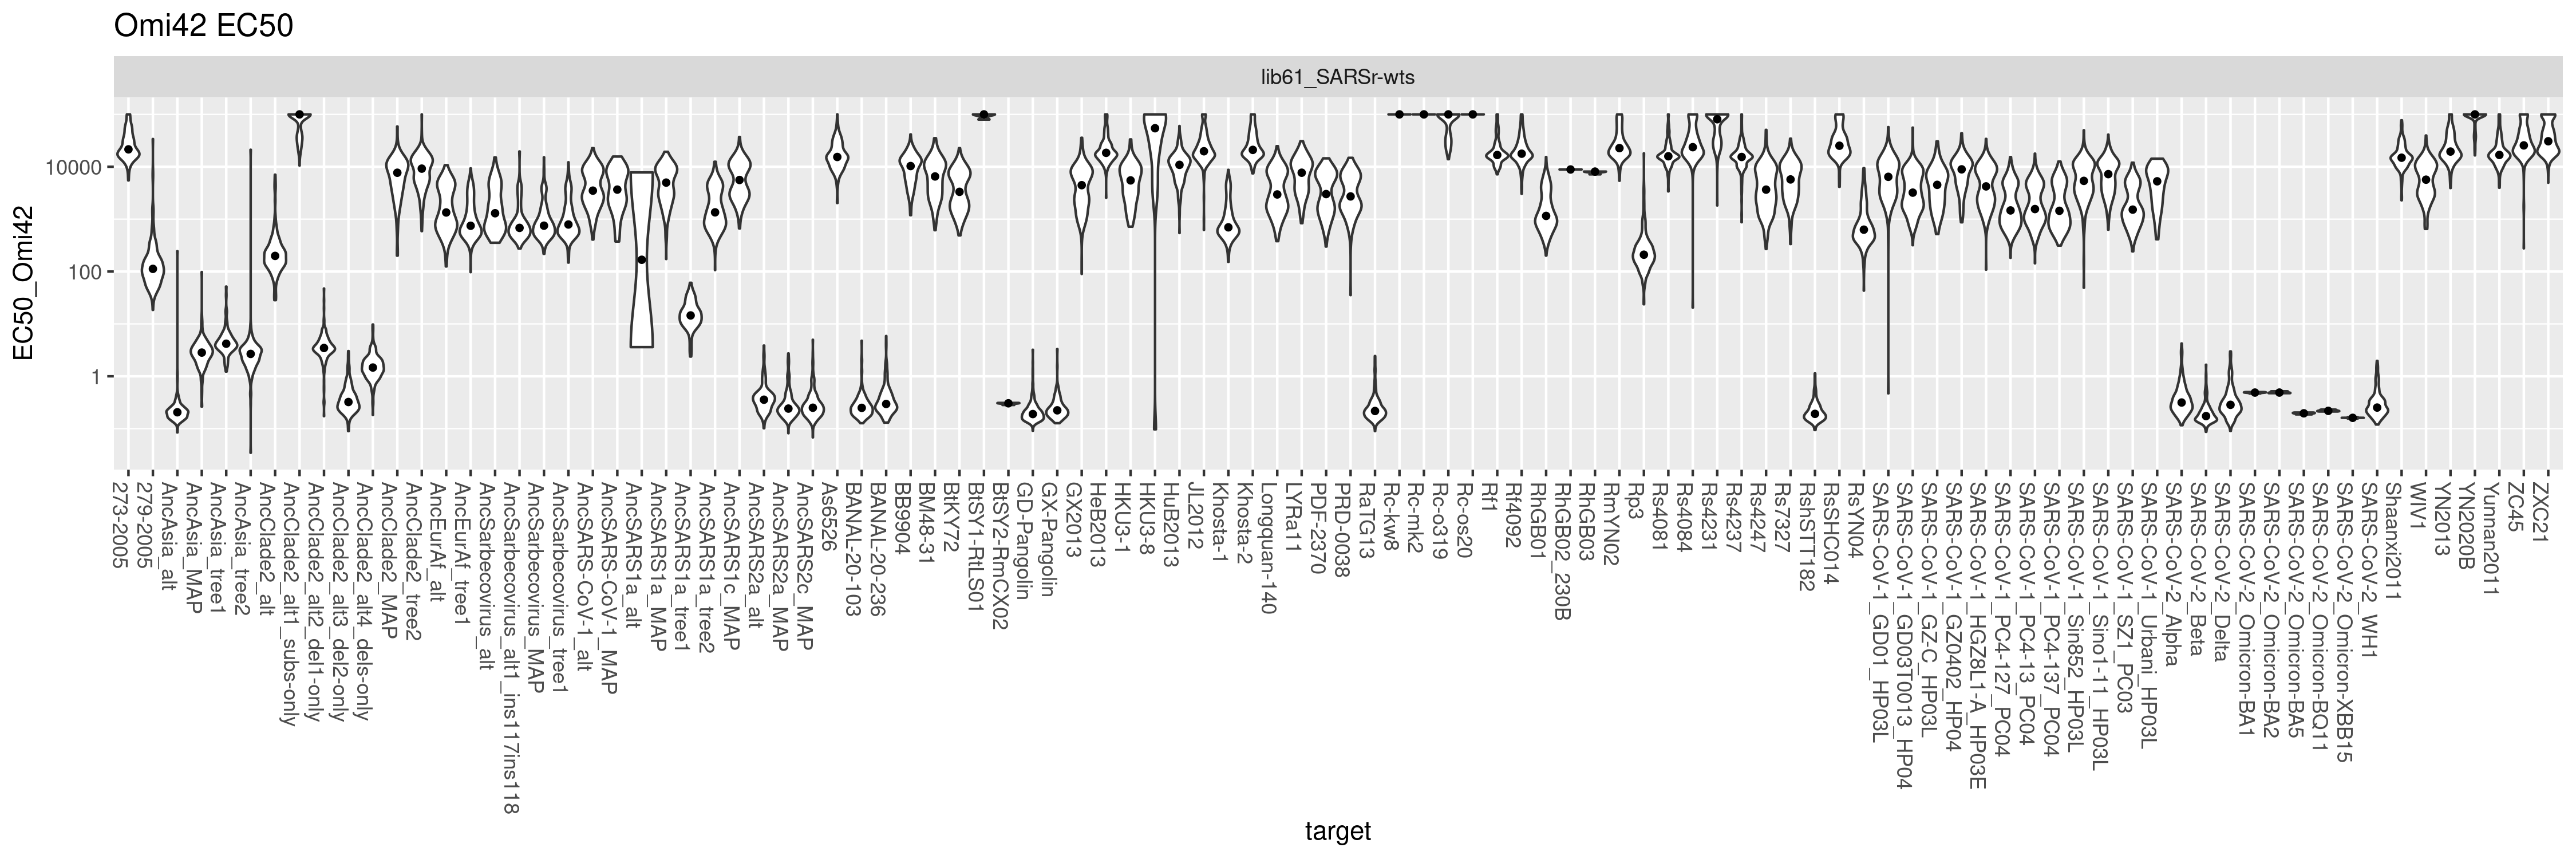 Omi42 EC50
lib61_SARSr-wts
EC50_Omi42
10000
100
1
273-2005
279-2005
AncAsia_alt
AncAsia_MAP
AncAsia_tree1
AncAsia_tree2
AncClade2_alt
AncClade2_alt1_subs-only
AncClade2_alt2_del1-only
AncClade2_alt3_del2-only
AncClade2_alt4_dels-only
AncClade2_MAP
AncClade2_tree2
AncEurAf_alt
AncEurAf_tree1
AncSarbecovirus_alt
AncSarbecovirus_alt1_ins117ins118
AncSarbecovirus_MAP
AncSarbecovirus_tree1
AncSARS-CoV-1_alt
AncSARS-CoV-1_MAP
AncSARS1a_alt
AncSARS1a_MAP
AncSARS1a_tree1
AncSARS1a_tree2
AncSARS1c_MAP
AncSARS2a_alt
AncSARS2a_MAP
AncSARS2c_MAP
As6526
BANAL-20-103
BANAL-20-236
BB9904
BM48-31
BtKY72
BtSY1-RtLS01
BtSY2-RmCX02
GD-Pangolin
GX-Pangolin
GX2013
HeB2013
HKU3-1
HKU3-8
HuB2013
JL2012
Khosta-1
Khosta-2
Longquan-140
LYRa11
PDF-2370
PRD-0038
RaTG13
Rc-kw8
Rc-mk2
Rc-o319
Rc-os20
Rf1
Rf4092
RhGB01
RhGB02_230B
RhGB03
RmYN02
Rp3
Rs4081
Rs4084
Rs4231
Rs4237
Rs4247
Rs7327
RshSTT182
RsSHC014
RsYN04
SARS-CoV-1_GD01_HP03L
SARS-CoV-1_GD03T0013_HP04
SARS-CoV-1_GZ-C_HP03L
SARS-CoV-1_GZ0402_HP04
SARS-CoV-1_HGZ8L1-A_HP03E
SARS-CoV-1_PC4-127_PC04
SARS-CoV-1_PC4-13_PC04
SARS-CoV-1_PC4-137_PC04
SARS-CoV-1_Sin852_HP03L
SARS-CoV-1_Sino1-11_HP03L
SARS-CoV-1_SZ1_PC03
SARS-CoV-1_Urbani_HP03L
SARS-CoV-2_Alpha
SARS-CoV-2_Beta
SARS-CoV-2_Delta
SARS-CoV-2_Omicron-BA1
SARS-CoV-2_Omicron-BA2
SARS-CoV-2_Omicron-BA5
SARS-CoV-2_Omicron-BQ11
SARS-CoV-2_Omicron-XBB15
SARS-CoV-2_WH1
Shaanxi2011
WIV1
YN2013
YN2020B
Yunnan2011
ZC45
ZXC21
target